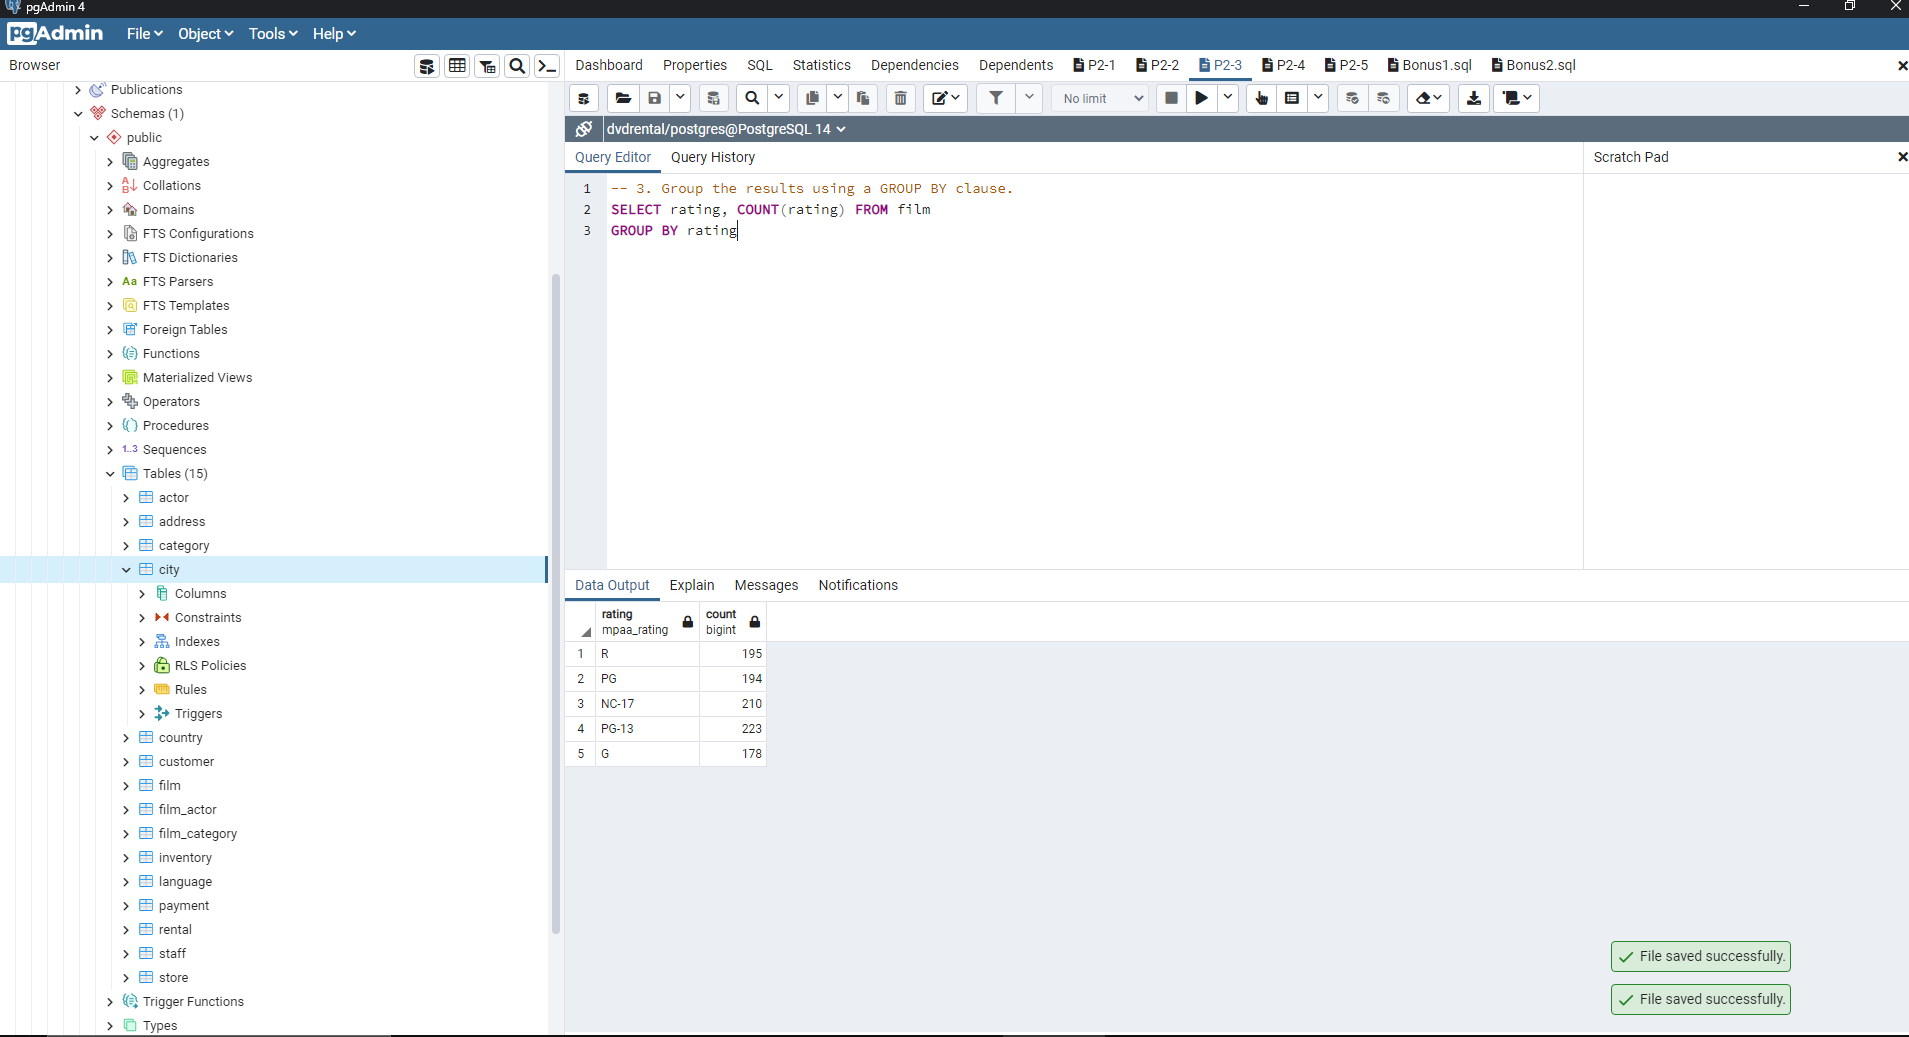 pgAdmin 4
pgAdmin File Object Tools Help
Browser
Dashboard Properties SQL Statistics Dependencies Dependents P2-1 P2-2 P2-3 P2-4 P2-5 Bonus1.sql Bonus2.sql
No limit
dvdrental/postgres@PostgreSQL 14
Query Editor Query History
Scratch Pad
1 -- 3. Group the results using a GROUP BY clause.
2 SELECT rating, COUNT(rating) FROM film
3 GROUP BY rating
Publications
Schemas (1)
public
Aggregates
Collations
Domains
FTS Configurations
FTS Dictionaries
Aa FTS Parsers
FTS Templates
Foreign Tables
Functions
Materialized Views
Operators
Procedures
1..3 Sequences
Tables (15)
actor
address
category
city
Columns
Constraints
Indexes
RLS Policies
Rules
Triggers
country
customer
film
film_actor
film_category
inventory
language
payment
rental
staff
store
Trigger Functions
Types
Data Output Explain Messages Notifications
rating count
mpaa_rating bigint
1 R 195
2 PG 194
3 NC-17 210
4 PG-13 223
5 G 178
File saved successfully.
File saved successfully.